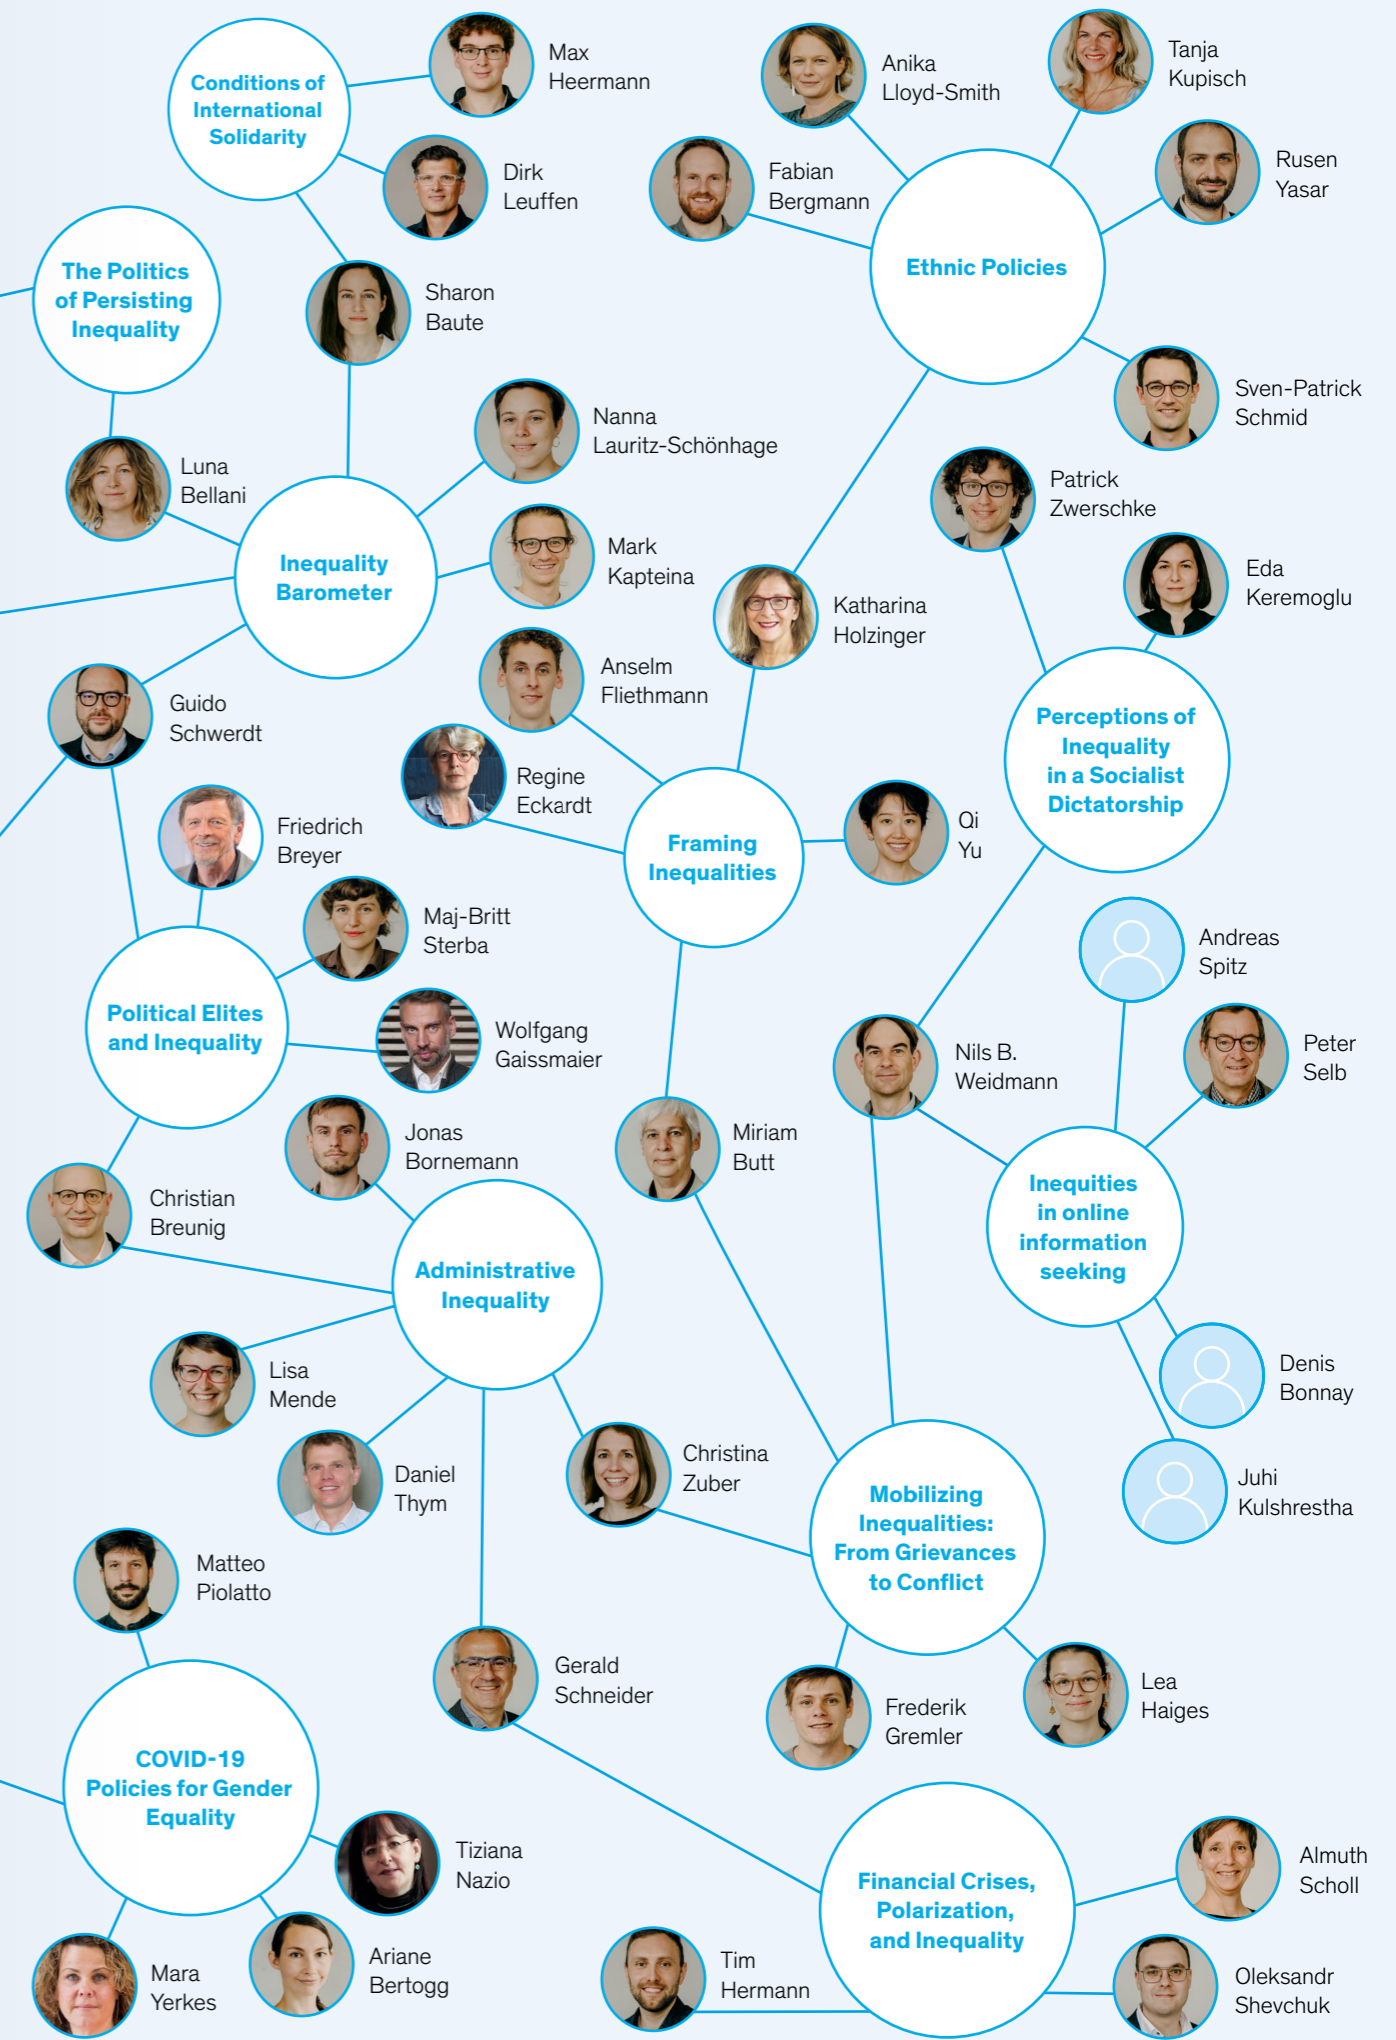 Conditions of
International
Solidarity
Max
Heermann
Dirk
Leuffen
Anika
Lloyd-Smith
Tanja
Kupisch
Fabian
Bergmann
Rusen
Yasar
Ethnic Policies
The Politics
of Persisting
Inequality
Sharon
Baute
Sven-Patrick
Schmid
Nanna
Lauritz-Schönhage
Luna
Bellani
Patrick
Zwerschke
Inequality
Barometer
Mark
Kapteina
Eda
Keremoglu
Katharina
Holzinger
Anselm
Fliethmann
Guido
Schwerdt
Perceptions of
Inequality
in a Socialist
Dictatorship
Regine
Eckardt
Friedrich
Breyer
Framing
Inequalities
Qi
Yu
Maj-Britt
Sterba
Andreas
Spitz
Political Elites
and Inequality
Wolfgang
Gaissmaier
Nils B.
Weidmann
Peter
Selb
Jonas
Bornemann
Miriam
Butt
Christian
Breunig
Inequities
in online
information
seeking
Administrative
Inequality
Lisa
Mende
Denis
Bonnay
Daniel
Thym
Christina
Zuber
Juhi
Kulshrestha
Mobilizing
Inequalities:
From Grievances
to Conflict
Matteo
Piolatto
Gerald
Schneider
Frederik
Gremler
Lea
Haiges
COVID-19
Policies for Gender
Equality
Tiziana
Nazio
Financial Crises,
Polarization,
and Inequality
Almuth
Scholl
Mara
Yerkes
Ariane
Bertogg
Tim
Hermann
Oleksandr
Shevchuk